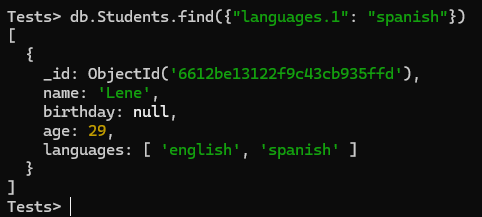 Tests> db.Students.find({"languages.1": "spanish"})
[
  {
    _id: ObjectId('6612be13122f9c43cb935ffd'),
    name: 'Lene',
    birthday: null,
    age: 29,
    languages: [ 'english', 'spanish' ]
  }
]
Tests>